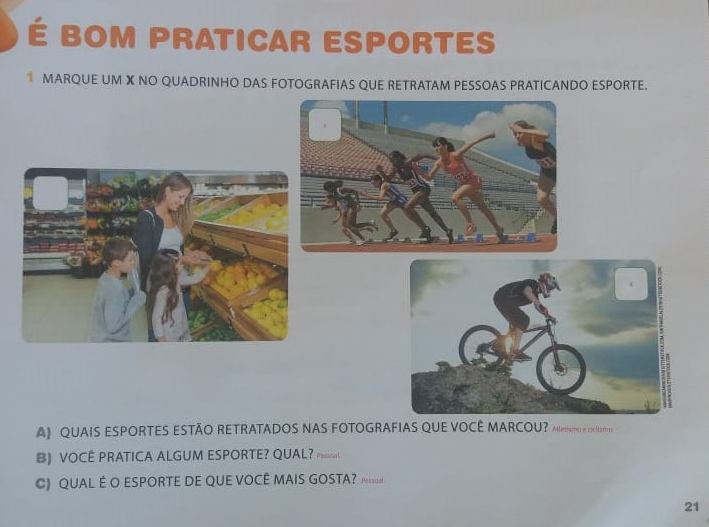 É BOM PRATICAR ESPORTES
1 MARQUE UM X NO QUADRINHO DAS FOTOGRAFIAS QUE RETRATAM PESSOAS PRATICANDO ESPORTE.
X
X
A) QUAIS ESPORTES ESTÃO RETRATADOS NAS FOTOGRAFIAS QUE VOCÊ MARCOU? Atletismo e ciclismo.
B) VOCÊ PRATICA ALGUM ESPORTE? QUAL? Pessoal.
C) QUAL É O ESPORTE DE QUE VOCÊ MAIS GOSTA? Pessoal.
21